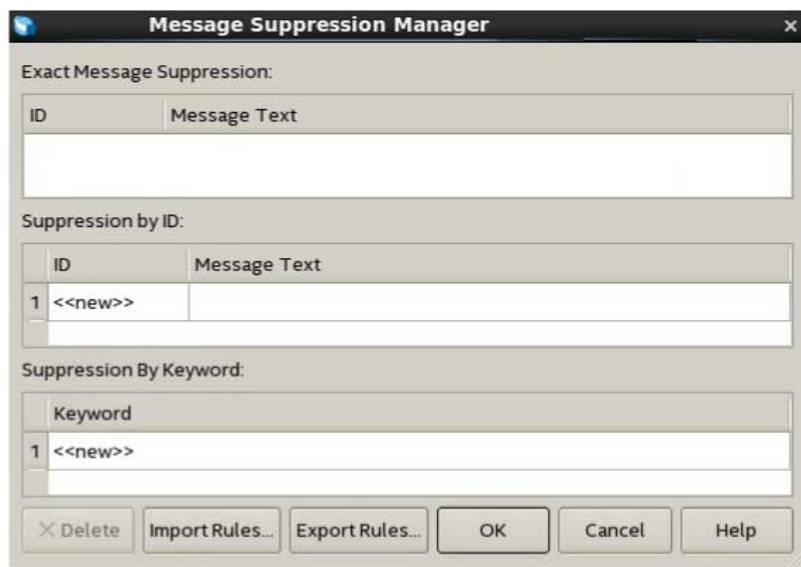 Message Suppression Manager
Exact Message Suppression:
ID Message Text
Suppression by ID:
ID Message Text
1 <<new>>
Suppression By Keyword:
Keyword
1 <<new>>
Delete Import Rules... Export Rules... OK Cancel Help